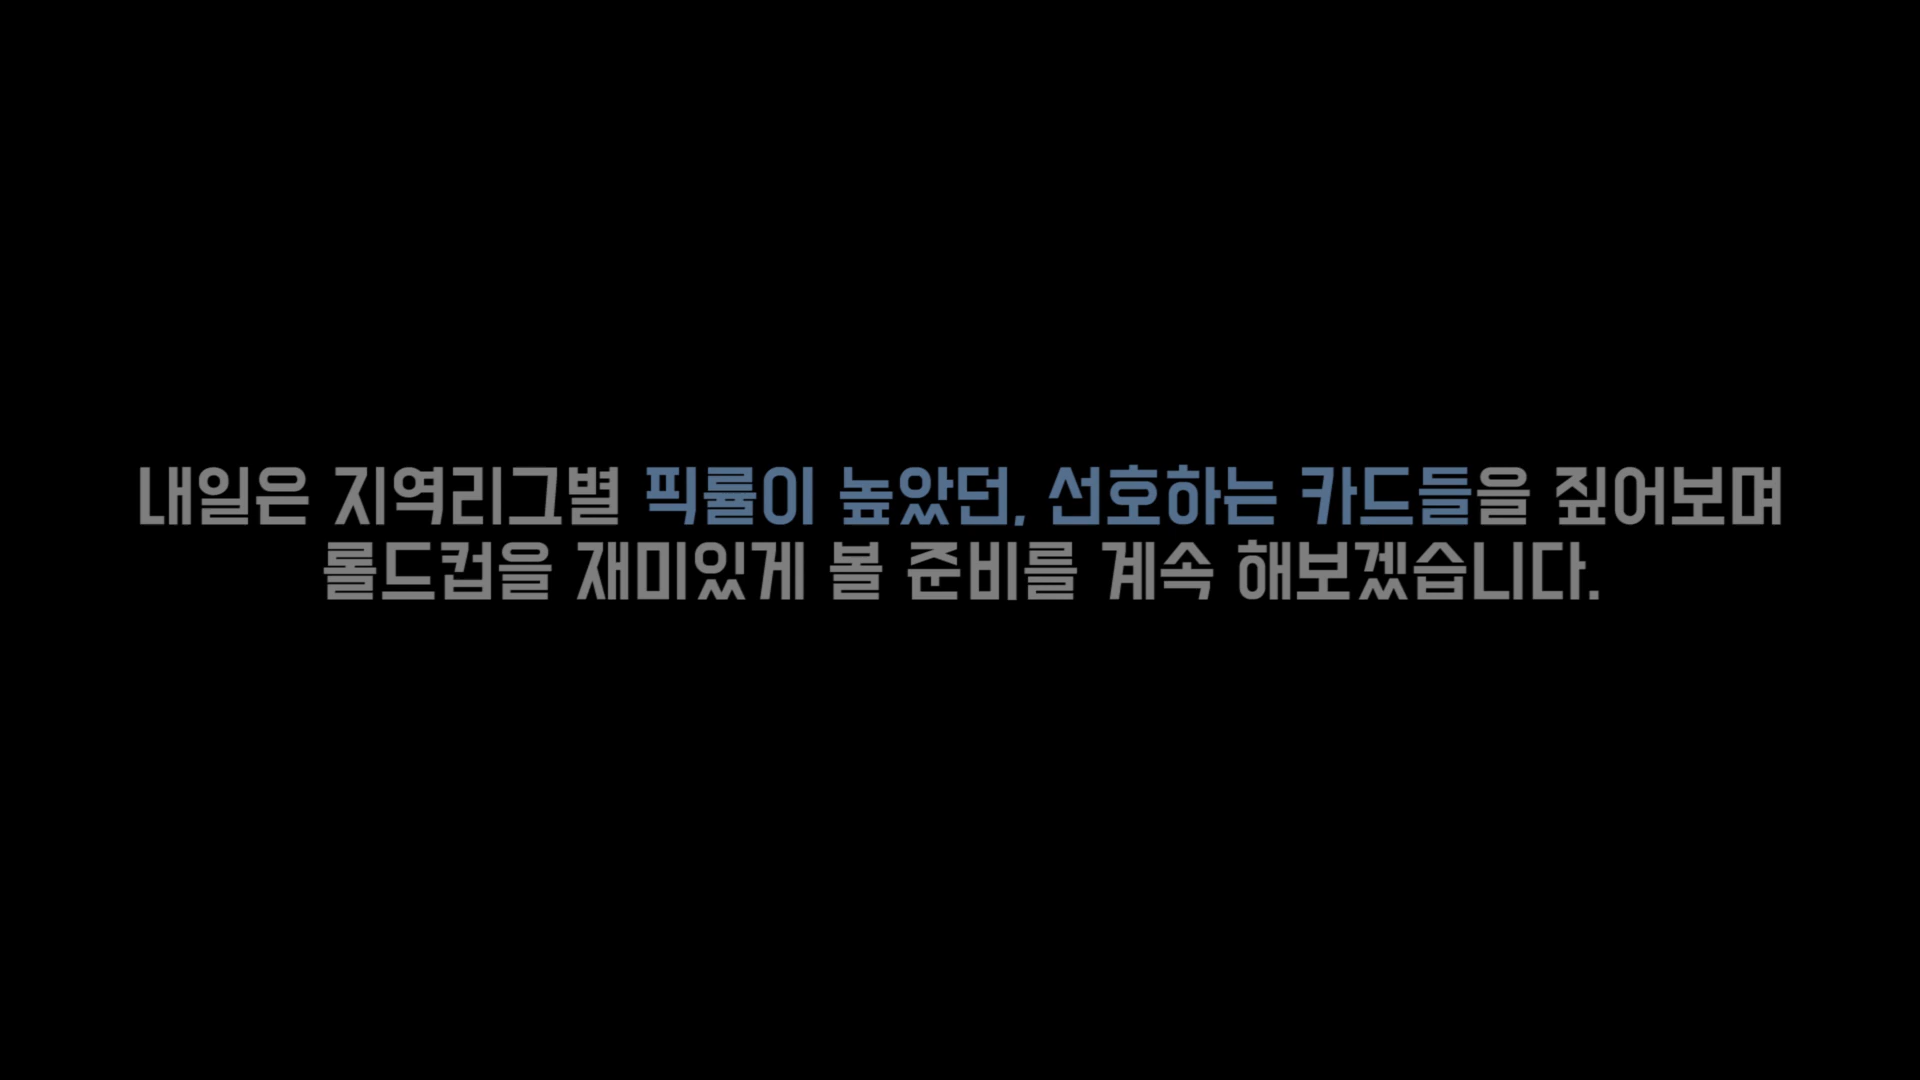 내일은 지역리그별 픽률이 높았던, 선호하는 카드들을 짚어보며
롤드컵을 재미있게 볼 준비를 계속 해보겠습니다.